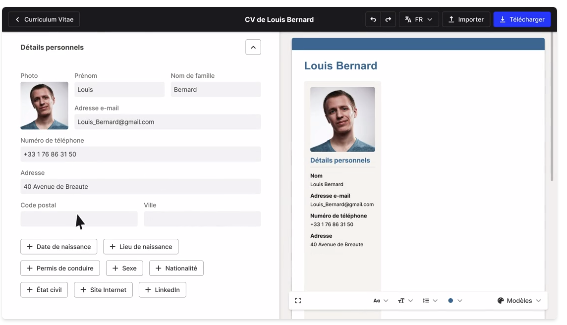 Curriculum Vitae
CV de Louis Bernard
FR
Importer
Télécharger
Détails personnels
Photo
Prénom
Nom de famille
Louis
Bernard
Adresse e-mail
Louis_Bernard@gmail.com
Numéro de téléphone
+33 1 76 86 31 50
Adresse
40 Avenue de Breaute
Code postal
Ville
+ Date de naissance
+ Lieu de naissance
+ Permis de conduire
+ Sexe
+ Nationalité
+ État civil
+ Site Internet
+ LinkedIn
Louis Bernard
Détails personnels
Nom
Louis Bernard
Adresse e-mail
Louis_Bernard@gmail.com
Numéro de téléphone
+33 1 76 86 31 50
Adresse
40 Avenue de Breaute
Aa
Modèles